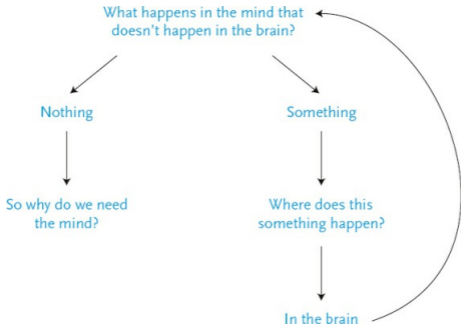 What happens in the mind that
doesn't happen in the brain?
Nothing
Something
So why do we need
the mind?
Where does this
something happen?
In the brain